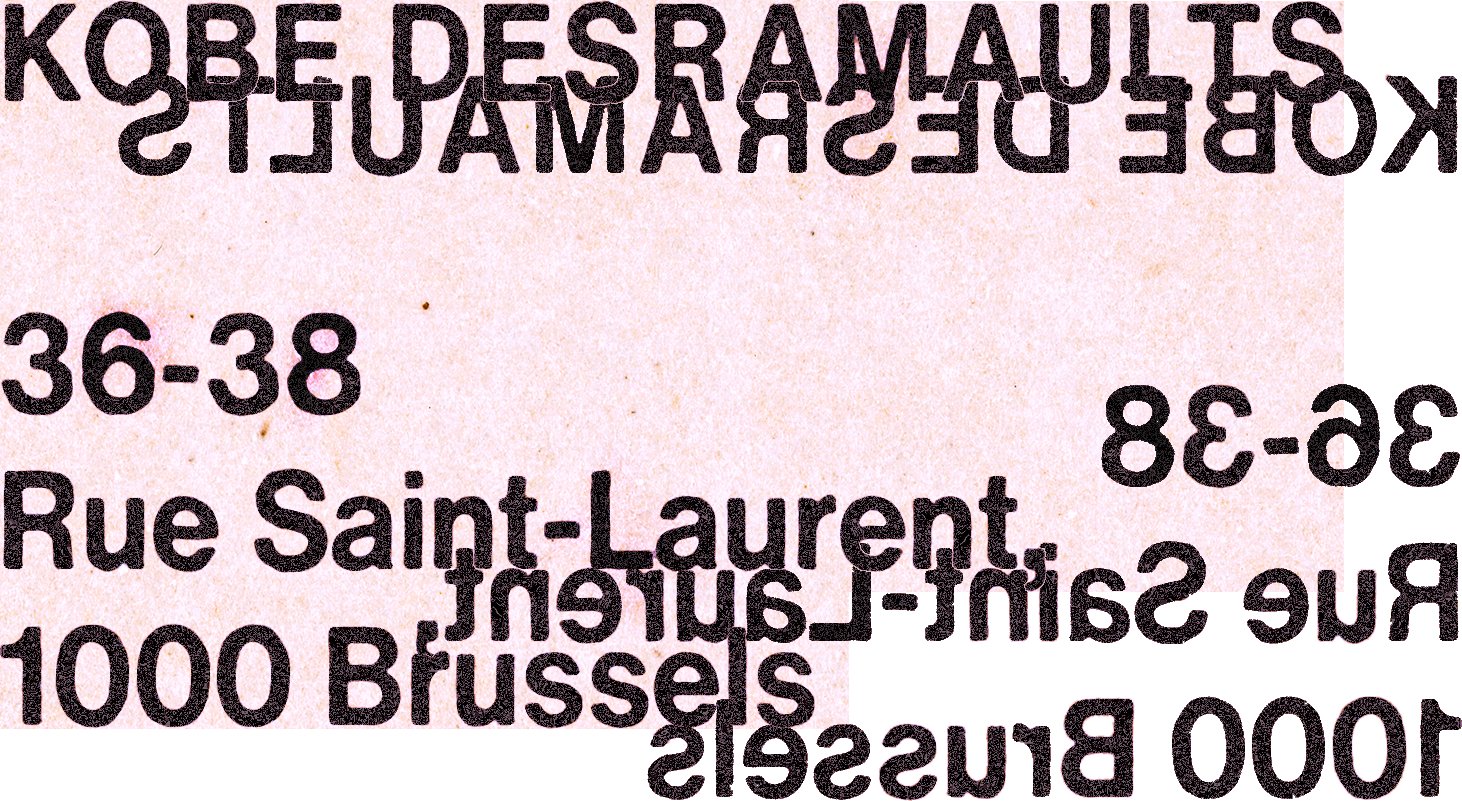 KOBE DESRAMAULTS
KOBE DESRAMAULTS
36-38
36-38
Rue Saint-Laurent,
Rue Saint-Laurent,
1000 Brussels
1000 Brussels